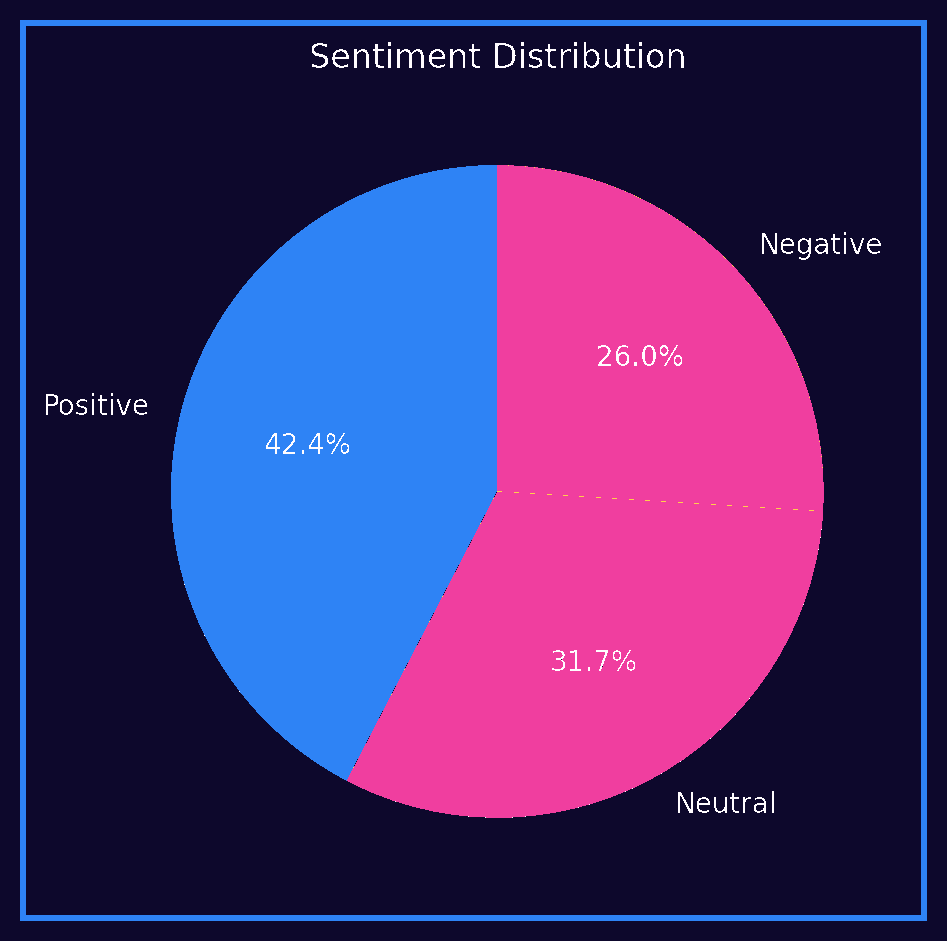 Sentiment Distribution
Negative
26.0%
Positive
42.4%
31.7%
Neutral